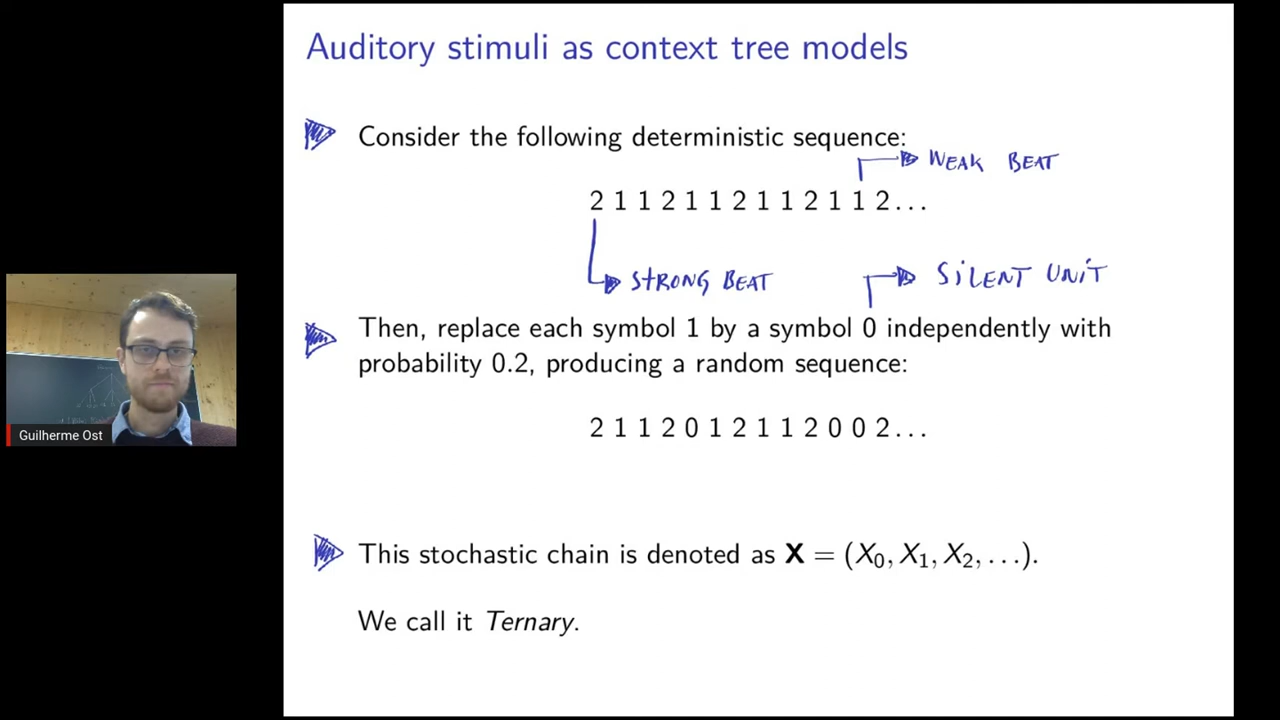 Auditory stimuli as context tree models
Consider the following deterministic sequence:
WEAK BEAT
2 1 1 2 1 1 2 1 1 2 1 1 2 . . .
STRONG BEAT
SILENT UNIT
Then, replace each symbol 1 by a symbol 0 independently with
probability 0.2, producing a random sequence:
2 1 1 2 0 1 2 1 1 2 0 0 2 . . .
This stochastic chain is denoted as X = (X₀, X₁, X₂, . . .).
We call it Ternary.
Guilherme Ost